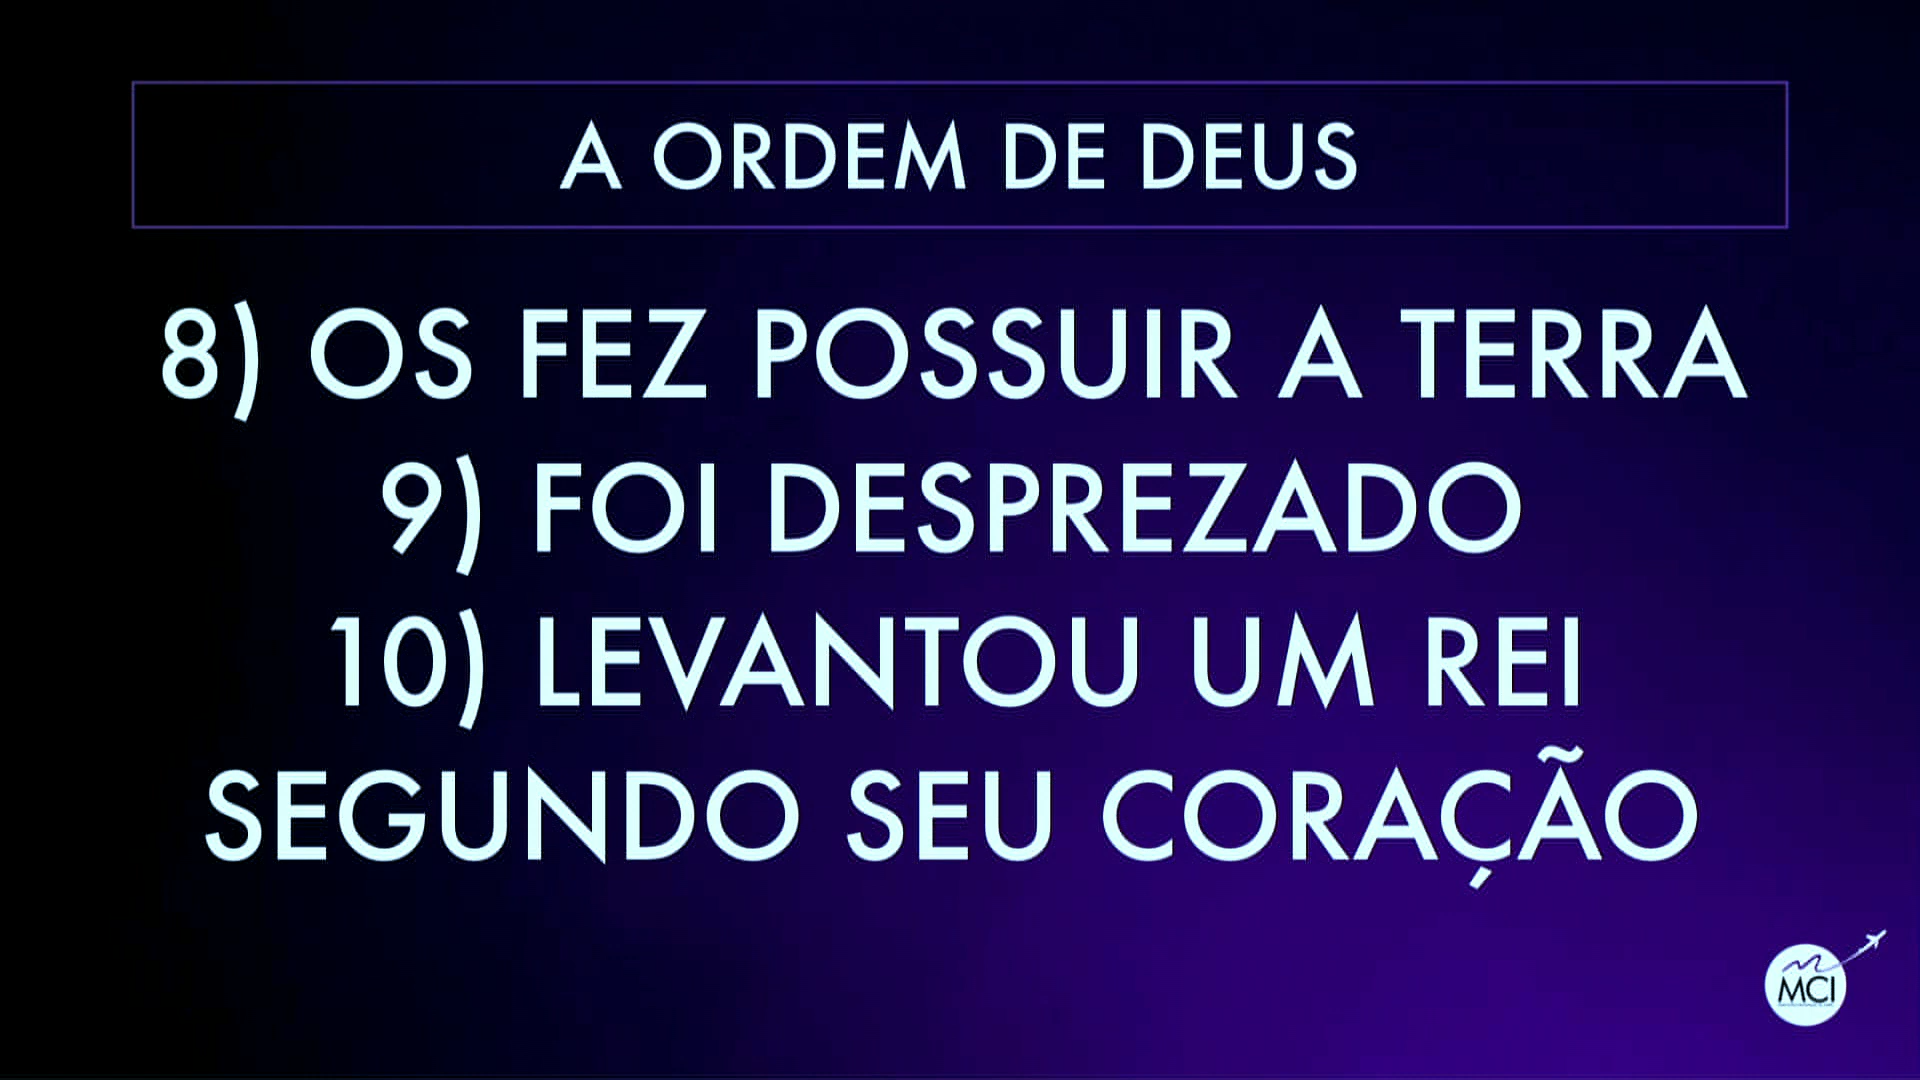 A ORDEM DE DEUS
8) OS FEZ POSSUIR A TERRA
9) FOI DESPREZADO
10) LEVANTOU UM REI
SEGUNDO SEU CORAÇÃO
MCI